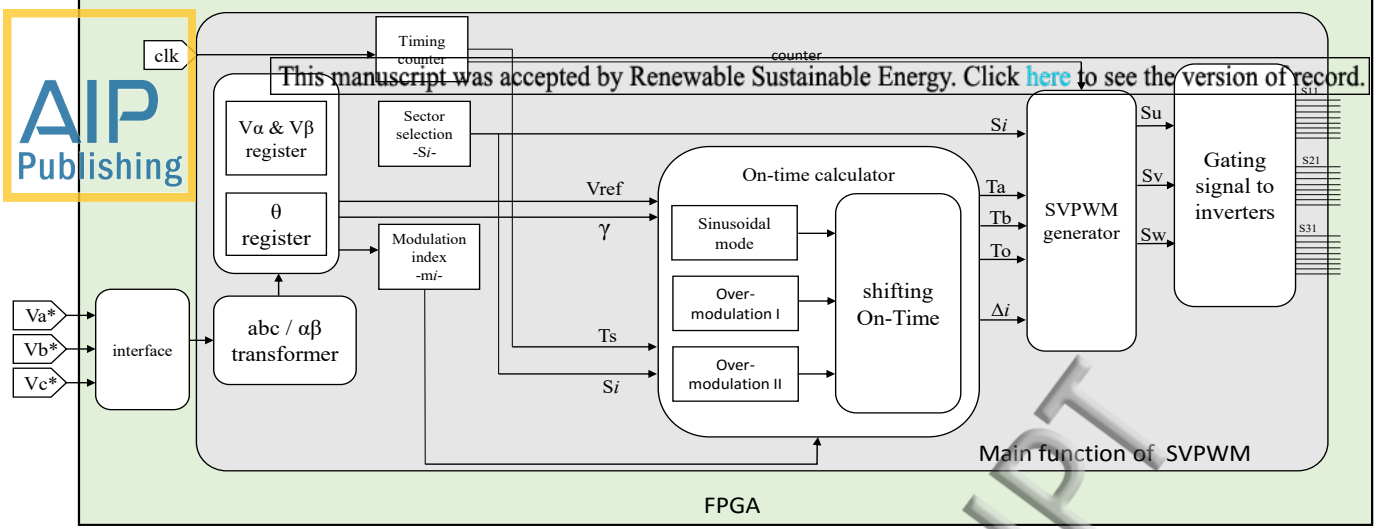 AIP
Publishing
clk
Timing
counter
counter
This manuscript was accepted by Renewable Sustainable Energy. Click here to see the version of record.
Vα & Vβ
register
θ
register
Sector
selection
-Si-
Modulation
index
-mi-
Va*
Vb*
Vc*
interface
abc / αβ
transformer
Vref
γ
Ts
Si
On-time calculator
Sinusoidal
mode
Over-
modulation I
Over-
modulation II
shifting
On-Time
Si
Ta
Tb
To
Δi
SVPWM
generator
Su
Sv
Sw
Gating
signal to
inverters
S11
S21
S31
Main function of SVPWM
FPGA
IPT